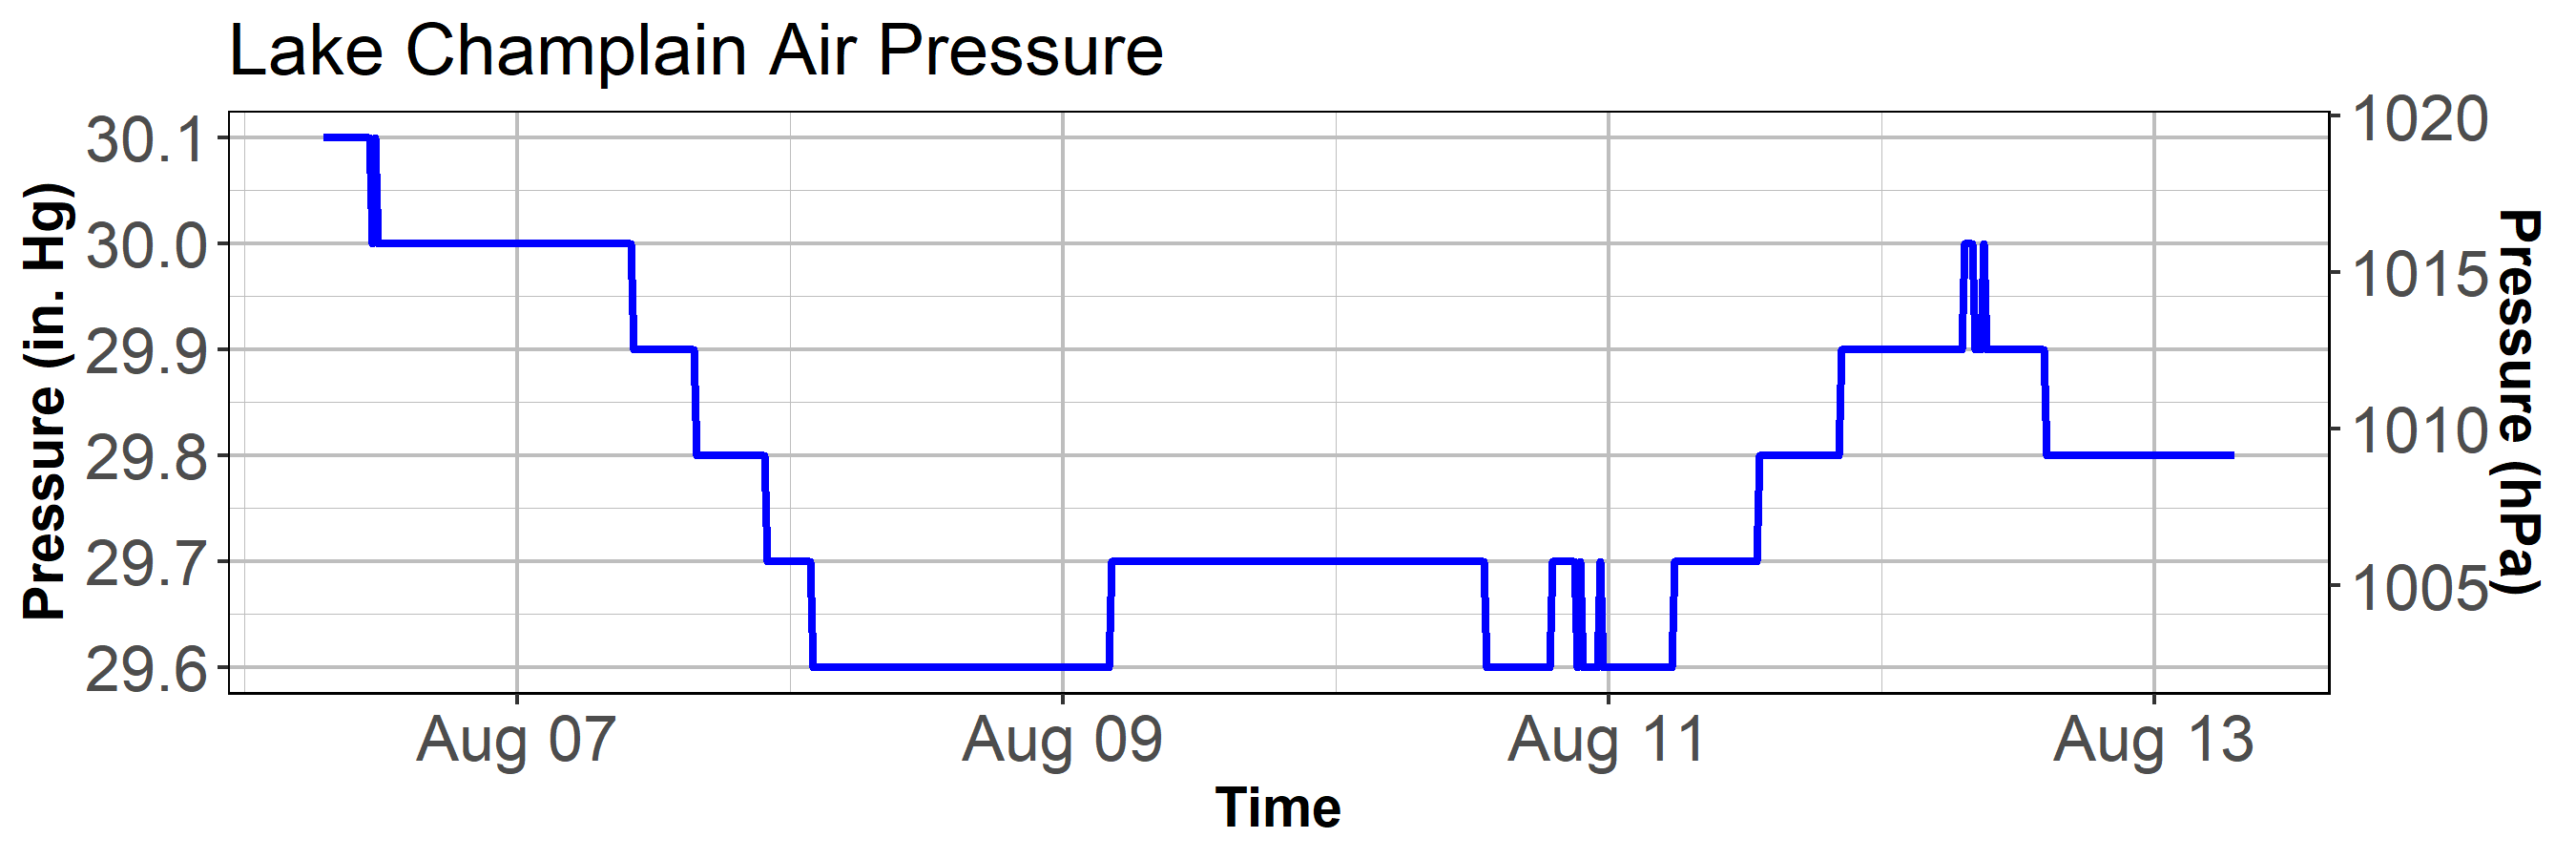 Lake Champlain Air Pressure
Pressure (in. Hg)
30.1
30.0
29.9
29.8
29.7
29.6
1020
1015
1010
1005
Pressure (hPa)
Aug 07 Aug 09 Aug 11 Aug 13
Time